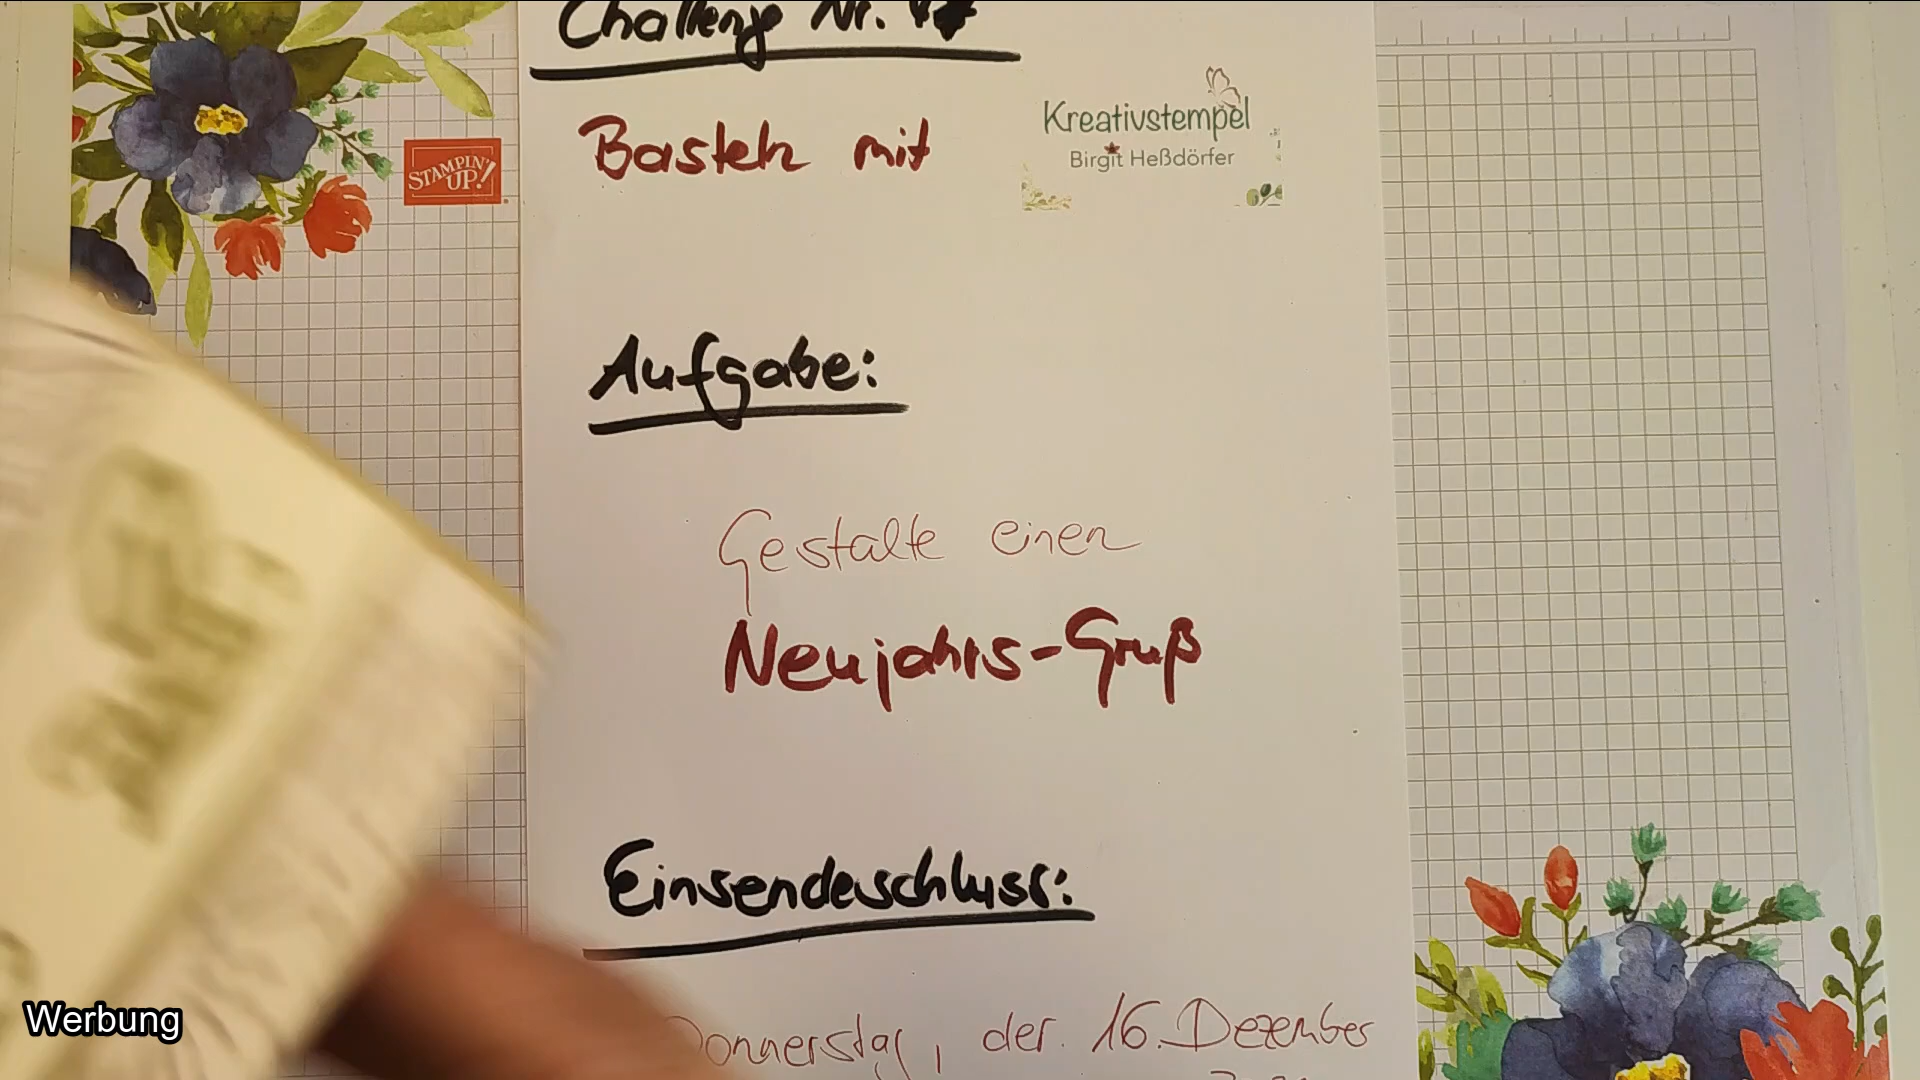 Challenge Nr.
Basteln mit
Kreativstempel
Birgit Heßdörfer
STAMPIN' UP!
Aufgabe:
Gestalte einen
Neujahrs-Gruß
Einsendeschluss:
Donnerstag, der 16. Dezember
Werbung